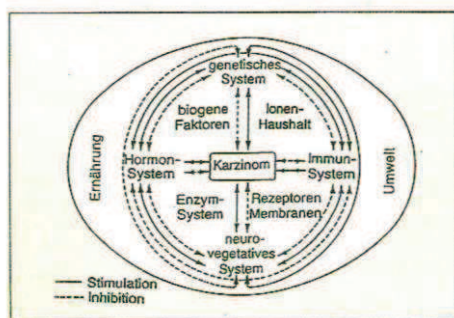 genetisches
System
biogene
Faktoren
Ionen-
Haushalt
Ernährung
Hormon-
System
Karzinom
Immun-
System
Umwelt
Enzym-
System
Rezeptoren
Membranen
neuro-
vegetatives
System
Stimulation
Inhibition